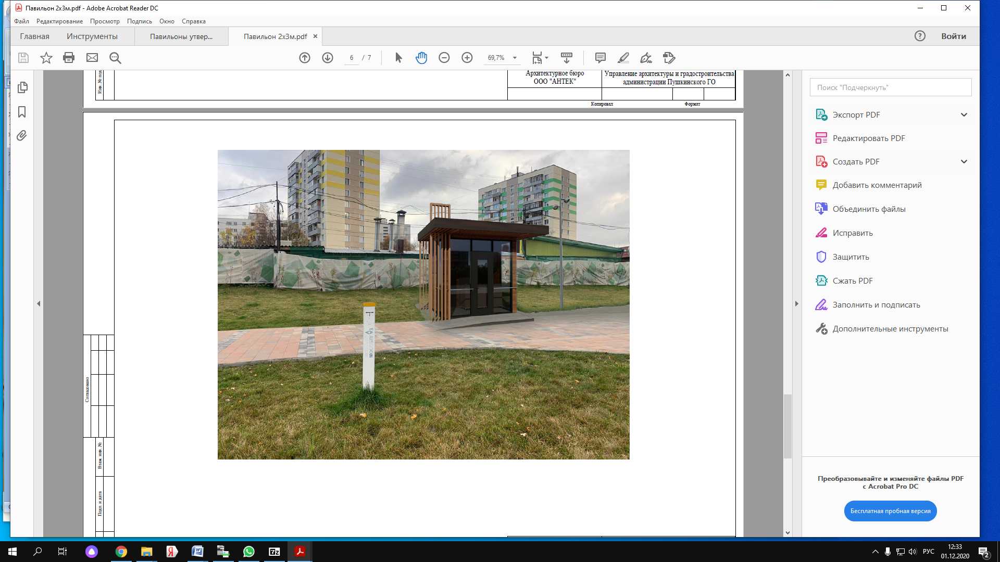 Павильон 2х3м.pdf - Adobe Acrobat Reader DC
Файл Редактирование Просмотр Подпись Окно Справка
Главная Инструменты Павильоны утвер... Павильон 2х3м.pdf Войти
6 / 7 69,7%
Архитектурное бюро
ООО "АНТЕК"
Управление архитектуры и градостроительства
администрации Пушкинского ГО
Копировал Формат
Инв. № под
Согласовано
Взам. инв. №
Подп. и дата
МОСОБЛГАЗ
Поиск "Подчеркнуть"
Экспорт PDF
Редактировать PDF
Создать PDF
Добавить комментарий
Объединить файлы
Исправить
Защитить
Сжать PDF
Заполнить и подписать
Дополнительные инструменты
Преобразовывайте и изменяйте файлы PDF
с Acrobat Pro DC
Бесплатная пробная версия
РУС
12:33
01.12.2020
2